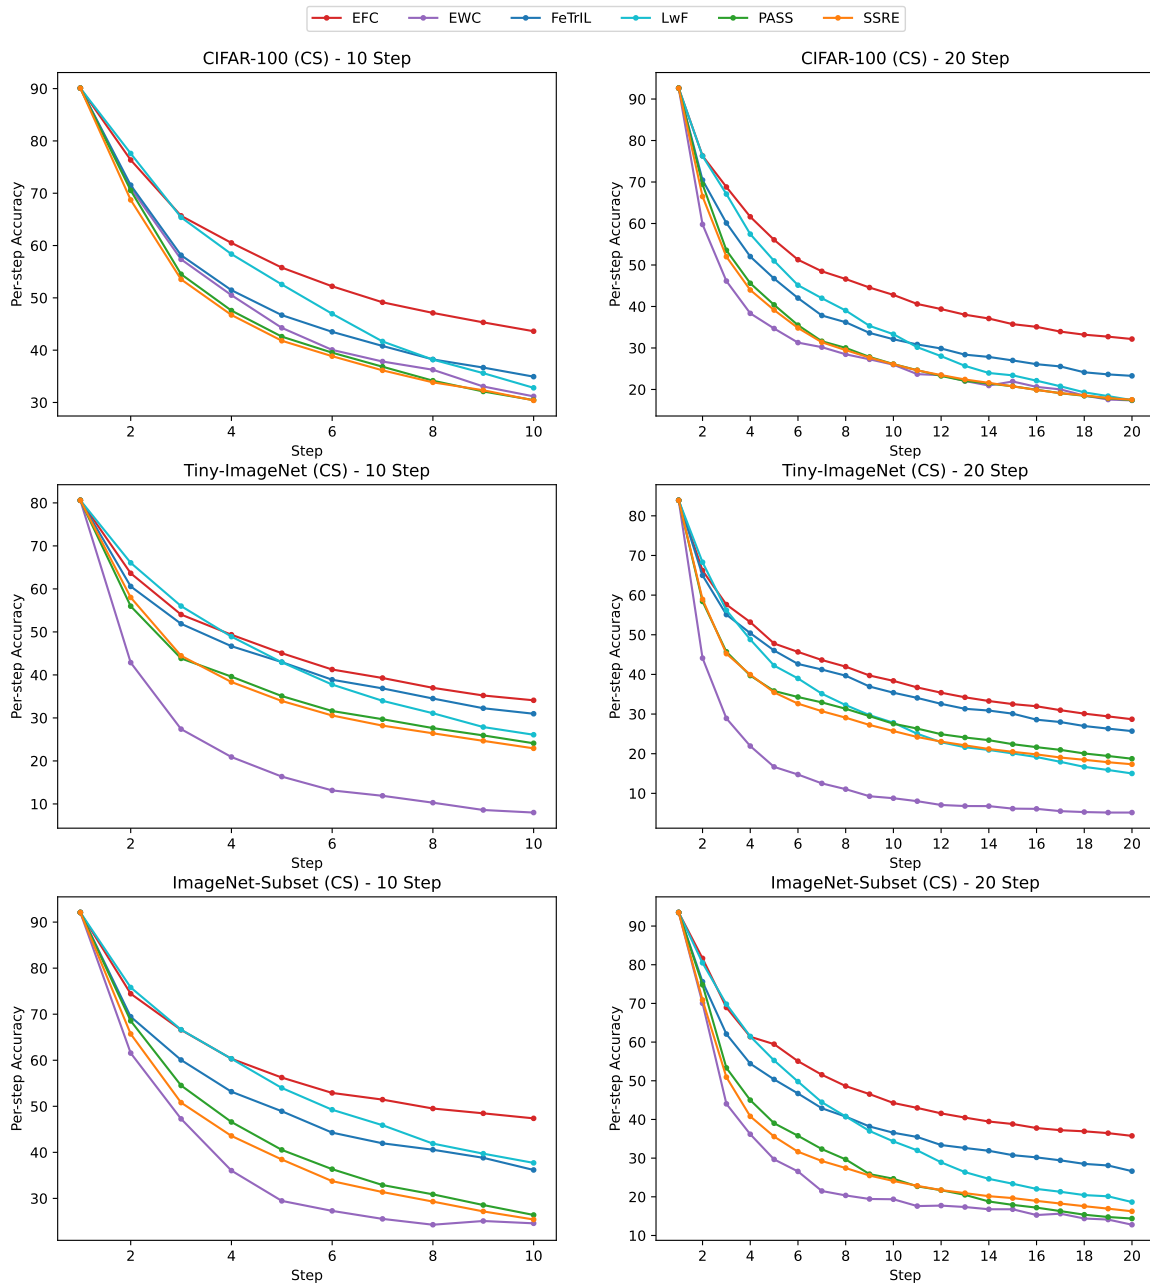 EFC EWC FeTrIL LwF PASS SSRE
CIFAR-100 (CS) - 10 Step
Per-step Accuracy
90
80
70
60
50
40
30
2 4 6 8 10
Step
CIFAR-100 (CS) - 20 Step
Per-step Accuracy
90
80
70
60
50
40
30
20
2 4 6 8 10 12 14 16 18 20
Step
Tiny-ImageNet (CS) - 10 Step
Per-step Accuracy
80
70
60
50
40
30
20
10
2 4 6 8 10
Step
Tiny-ImageNet (CS) - 20 Step
Per-step Accuracy
80
70
60
50
40
30
20
10
2 4 6 8 10 12 14 16 18 20
Step
ImageNet-Subset (CS) - 10 Step
Per-step Accuracy
90
80
70
60
50
40
30
2 4 6 8 10
Step
ImageNet-Subset (CS) - 20 Step
Per-step Accuracy
90
80
70
60
50
40
30
20
10
2 4 6 8 10 12 14 16 18 20
Step